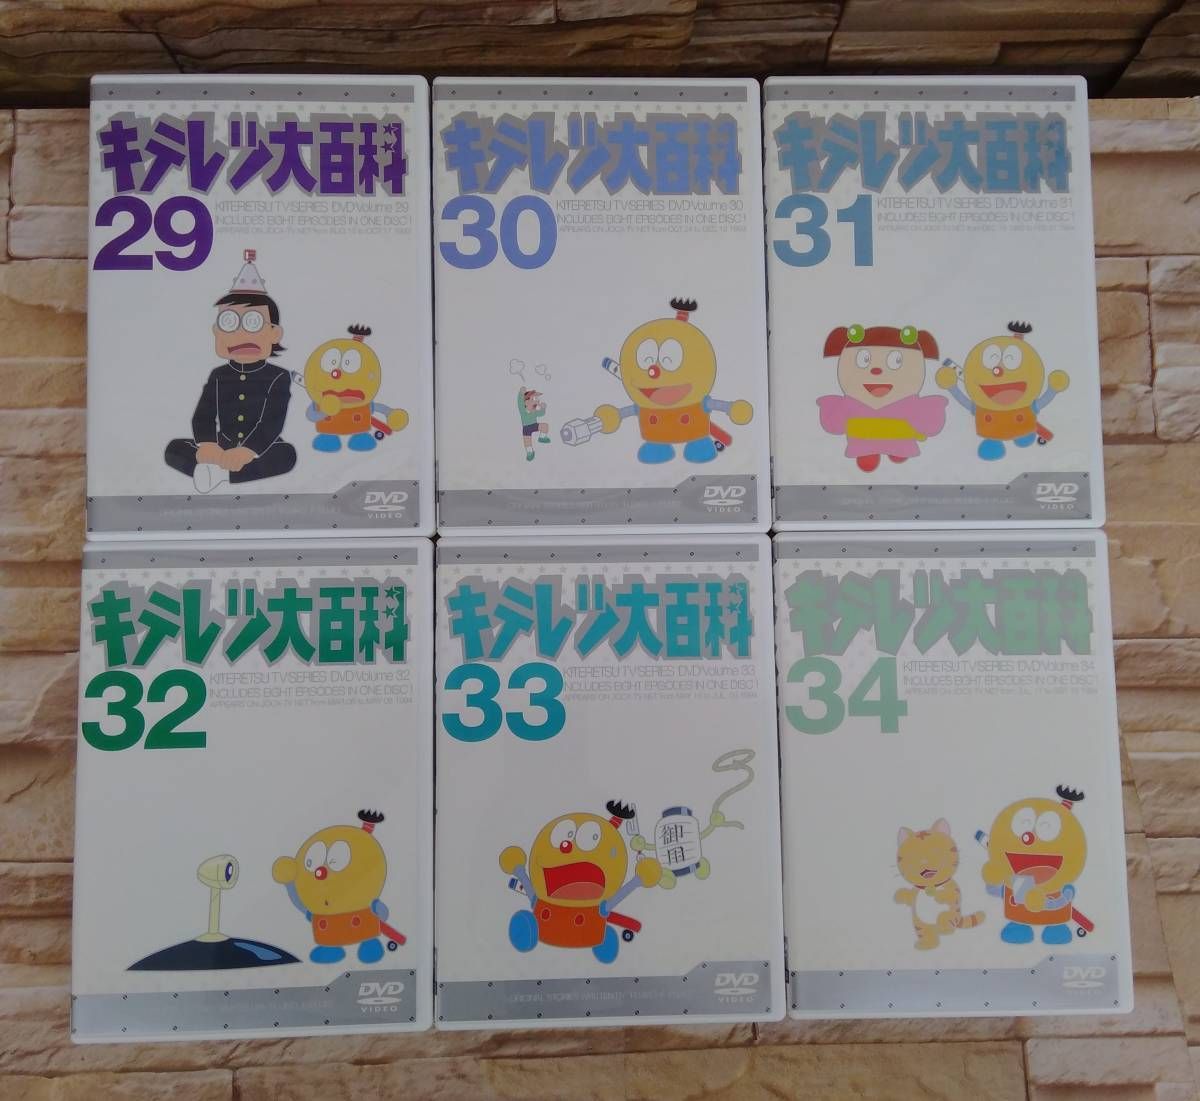 キテレツ大百科
29
KITERETSU TV SERIES DVD Volume 29
INCLUDES EIGHT EPISODES IN ONE DISC!
DVD
VIDEO
キテレツ大百科
30
KITERETSU TV SERIES DVD Volume 30
INCLUDES EIGHT EPISODES IN ONE DISC!
DVD
VIDEO
キテレツ大百科
31
KITERETSU TV SERIES DVD Volume 31
INCLUDES EIGHT EPISODES IN ONE DISC!
DVD
VIDEO
キテレツ大百科
32
KITERETSU TV SERIES DVD Volume 32
INCLUDES EIGHT EPISODES IN ONE DISC!
DVD
VIDEO
キテレツ大百科
33
KITERETSU TV SERIES DVD Volume 33
INCLUDES EIGHT EPISODES IN ONE DISC!
御用
DVD
VIDEO
キテレツ大百科
34
KITERETSU TV SERIES DVD Volume 34
INCLUDES EIGHT EPISODES IN ONE DISC!
DVD
VIDEO